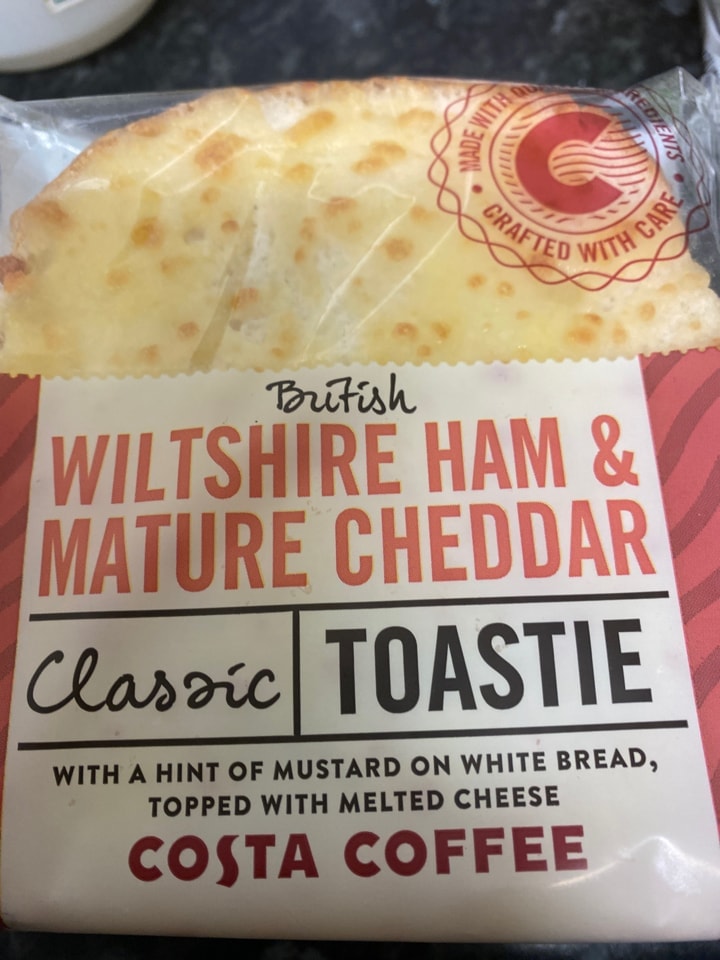 MADE WITH
REDIENTS
CRAFTED WITH CARE
British
WILTSHIRE HAM &
MATURE CHEDDAR
Classic TOASTIE
WITH A HINT OF MUSTARD ON WHITE BREAD,
TOPPED WITH MELTED CHEESE
COSTA COFFEE